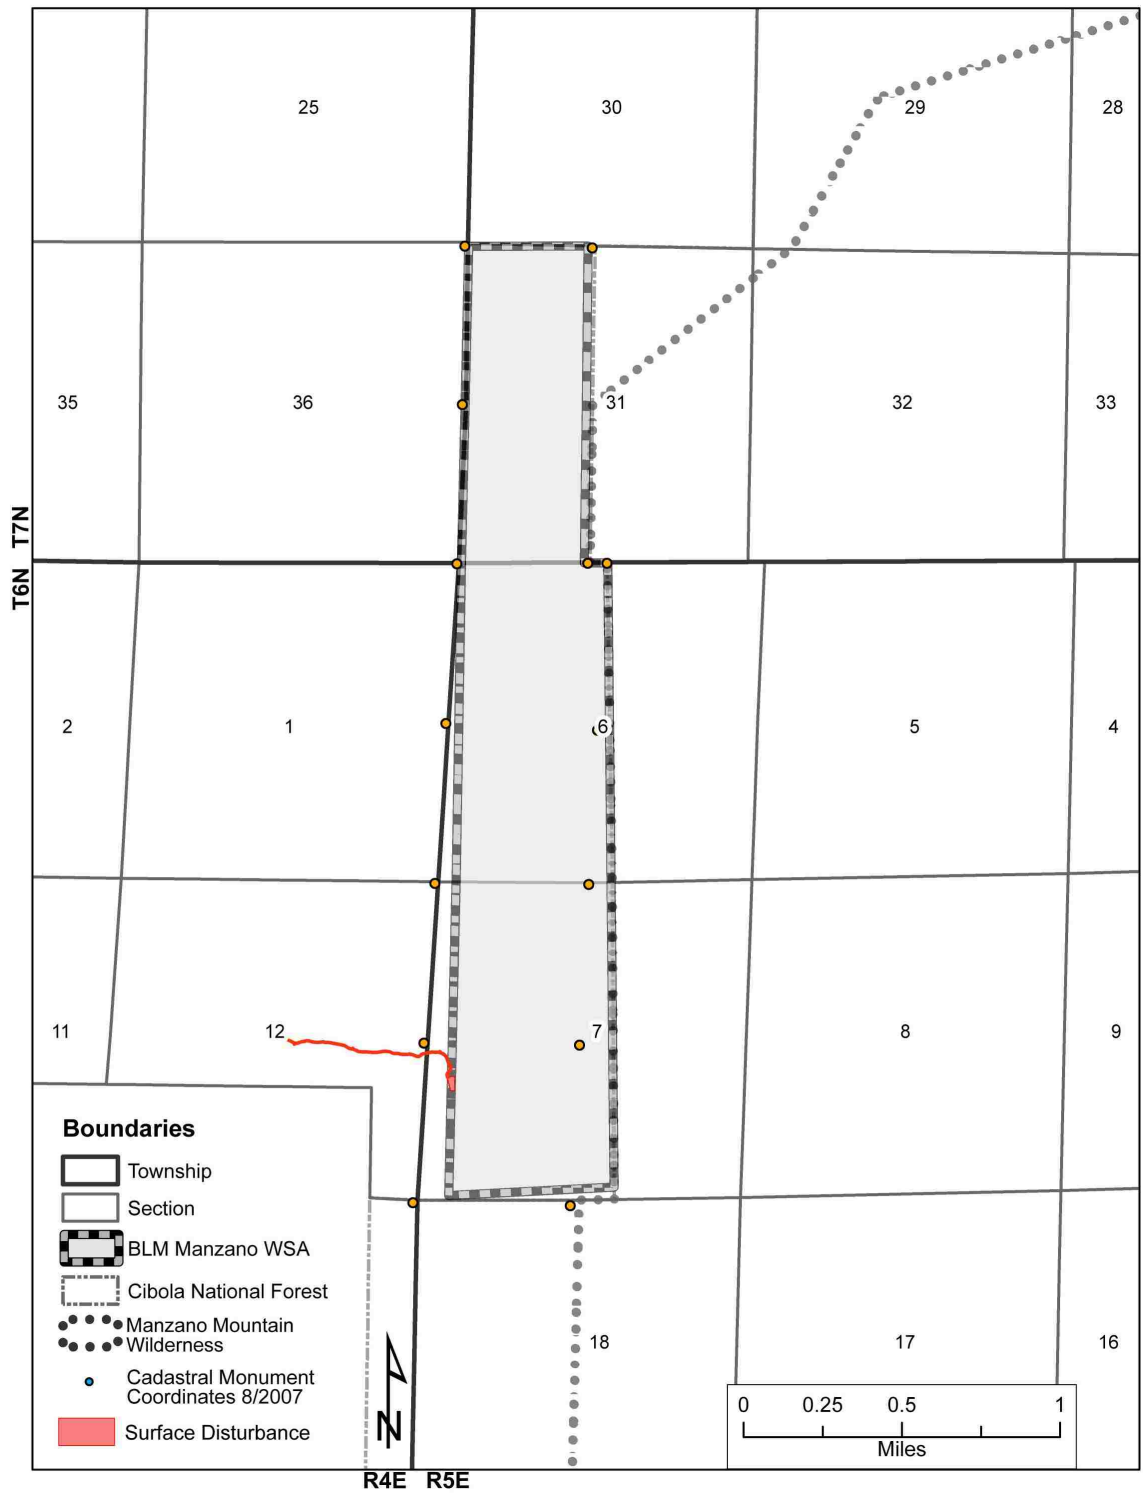 25 30 29 28
35 36 31 32 33
T7N
T6N
2 1 6 5 4
11 12 7 8 9
18 17 16
Boundaries
Township
Section
BLM Manzano WSA
Cibola National Forest
Manzano Mountain
Wilderness
Cadastral Monument
Coordinates 8/2007
Surface Disturbance
N
0 0.25 0.5 1
Miles
R4E R5E